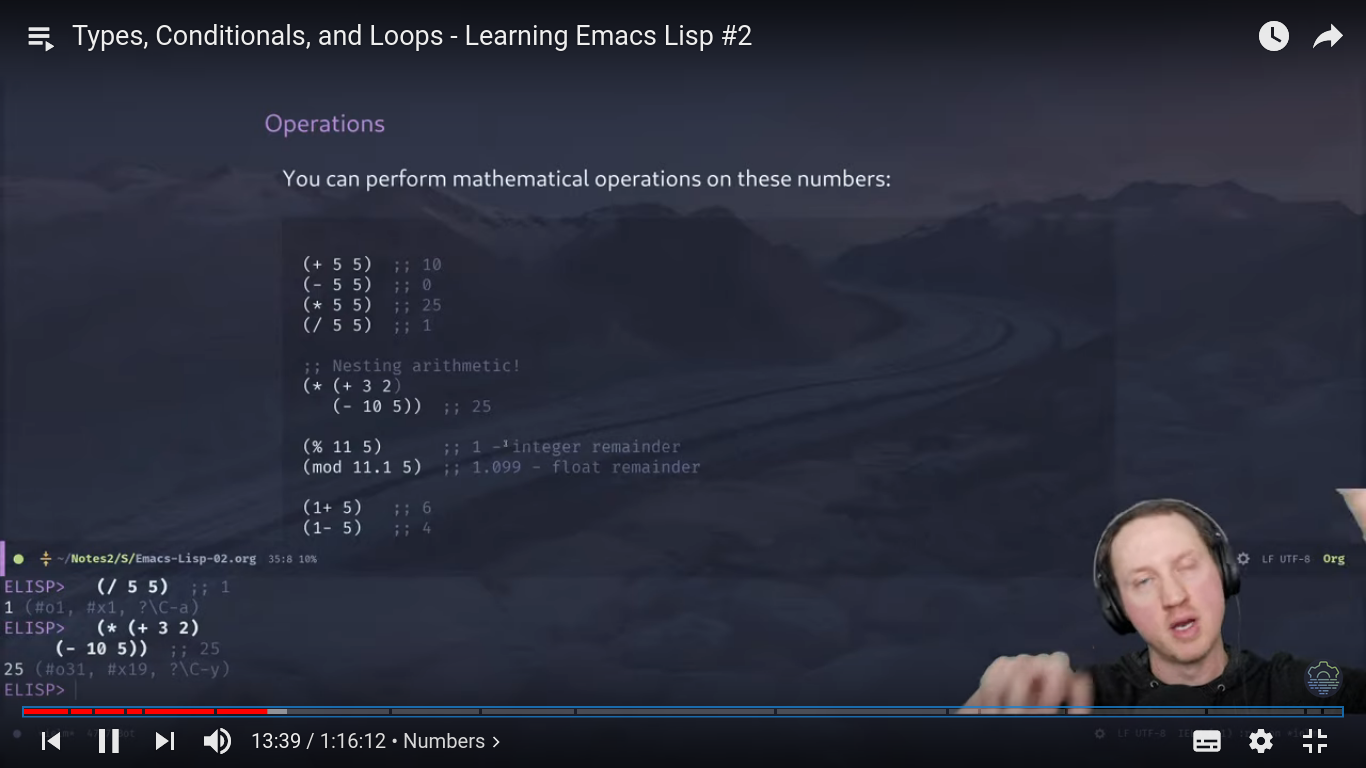 Types, Conditionals, and Loops - Learning Emacs Lisp #2
Operations
You can perform mathematical operations on these numbers:
(+ 5 5)  ;; 10
(- 5 5)  ;; 0
(* 5 5)  ;; 25
(/ 5 5)  ;; 1
;; Nesting arithmetic!
(* (+ 3 2)
   (- 10 5))  ;; 25
(% 11 5)      ;; 1 - integer remainder
(mod 11.1 5)  ;; 1.099 - float remainder
(1+ 5)   ;; 6
(1- 5)   ;; 4
~/Notes2/S/Emacs-Lisp-02.org 35:8 10% LF UTF-8 Org
ELISP>   (/ 5 5)  ;; 1
1 (#o1, #x1, ?\C-a)
ELISP>   (* (+ 3 2)
     (- 10 5))  ;; 25
25 (#o31, #x19, ?\C-y)
ELISP>
13:39 / 1:16:12 • Numbers
LF UTF-8